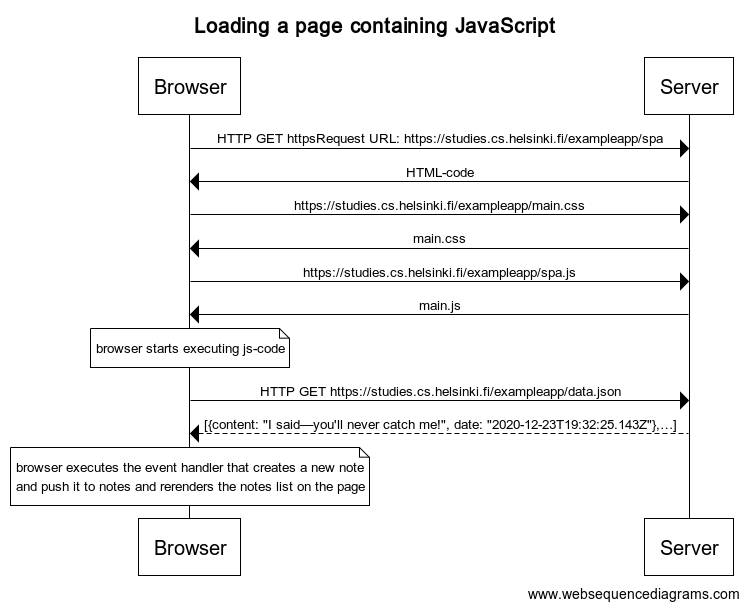 Loading a page containing JavaScript
Browser
Server
HTTP GET httpsRequest URL: https://studies.cs.helsinki.fi/exampleapp/spa
HTML-code
https://studies.cs.helsinki.fi/exampleapp/main.css
main.css
https://studies.cs.helsinki.fi/exampleapp/spa.js
main.js
browser starts executing js-code
HTTP GET https://studies.cs.helsinki.fi/exampleapp/data.json
[{content: "I said—you'll never catch me!", date: "2020-12-23T19:32:25.143Z"},...]
browser executes the event handler that creates a new note
and push it to notes and rerenders the notes list on the page
Browser
Server
www.websequencediagrams.com